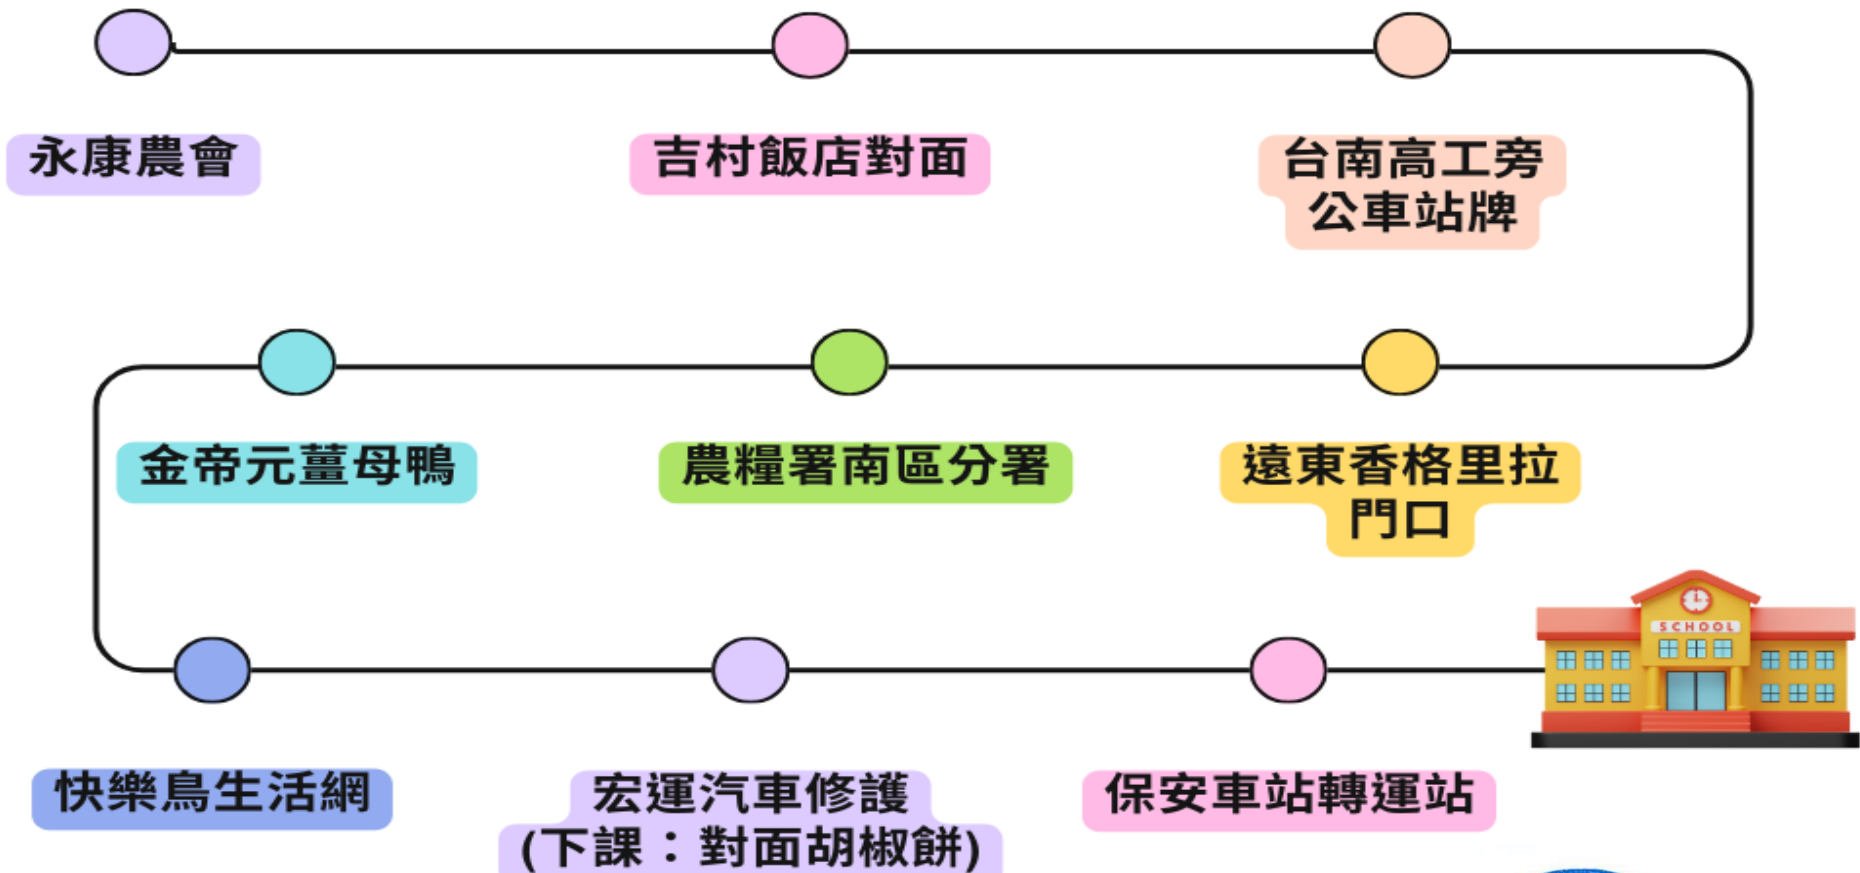 永康農會
吉村飯店對面
台南高工旁
公車站牌
金帝元薑母鴨
農糧署南區分署
遠東香格里拉
門口
SCHOOL
快樂鳥生活網
宏運汽車修護
(下課：對面胡椒餅)
保安車站轉運站